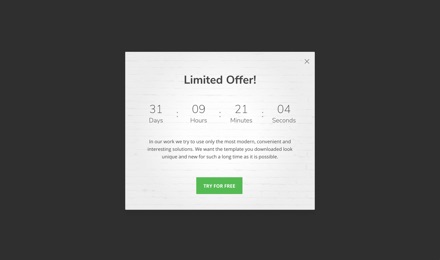 Limited Offer!
31 : 09 : 21 : 04
Days Hours Minutes Seconds
In our work we try to use only the most modern, convenient and
interesting solutions. We want the template you downloaded look
unique and new for such a long time as it is possible.
TRY FOR FREE